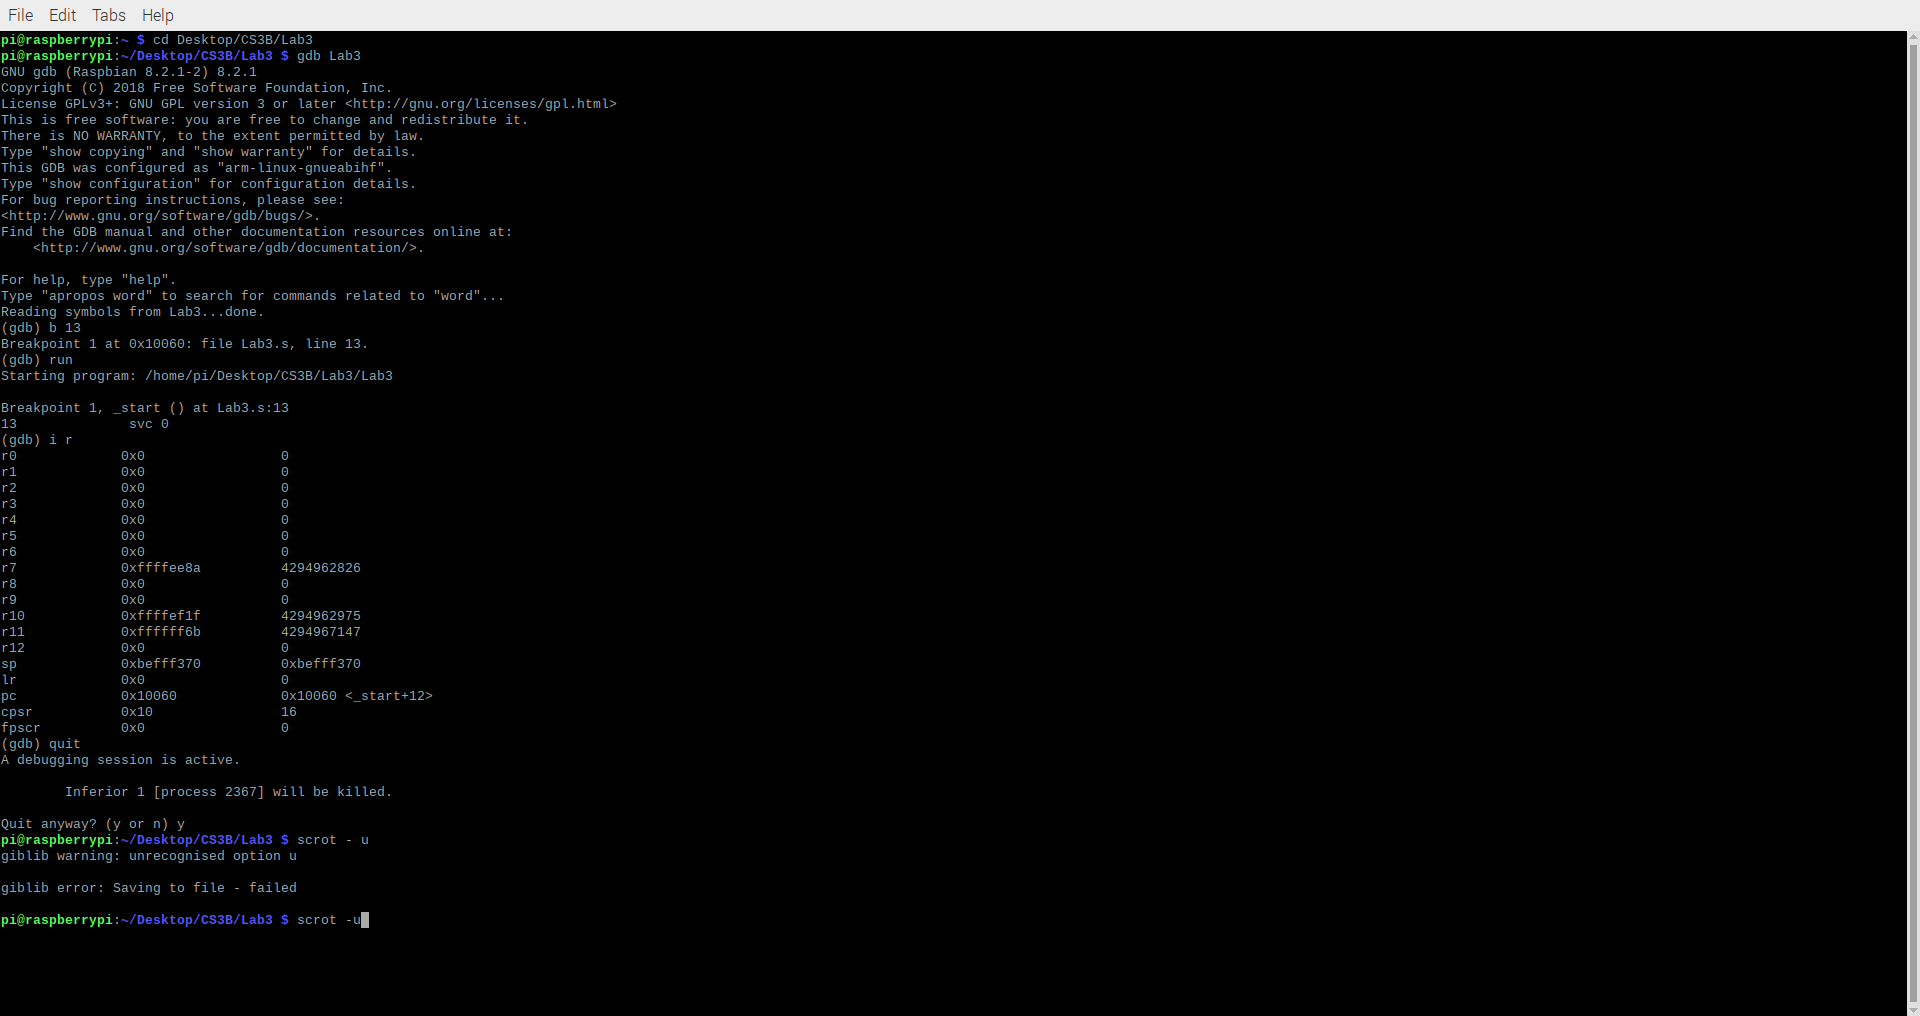 File Edit Tabs Help
pi@raspberrypi:~ $ cd Desktop/CS3B/Lab3
pi@raspberrypi:~/Desktop/CS3B/Lab3 $ gdb Lab3
GNU gdb (Raspbian 8.2.1-2) 8.2.1
Copyright (C) 2018 Free Software Foundation, Inc.
License GPLv3+: GNU GPL version 3 or later <http://gnu.org/licenses/gpl.html>
This is free software: you are free to change and redistribute it.
There is NO WARRANTY, to the extent permitted by law.
Type "show copying" and "show warranty" for details.
This GDB was configured as "arm-linux-gnueabihf".
Type "show configuration" for configuration details.
For bug reporting instructions, please see:
<http://www.gnu.org/software/gdb/bugs/>.
Find the GDB manual and other documentation resources online at:
    <http://www.gnu.org/software/gdb/documentation/>.

For help, type "help".
Type "apropos word" to search for commands related to "word"...
Reading symbols from Lab3...done.
(gdb) b 13
Breakpoint 1 at 0x10060: file Lab3.s, line 13.
(gdb) run
Starting program: /home/pi/Desktop/CS3B/Lab3/Lab3

Breakpoint 1, _start () at Lab3.s:13
13              svc 0
(gdb) i r
r0             0x0                 0
r1             0x0                 0
r2             0x0                 0
r3             0x0                 0
r4             0x0                 0
r5             0x0                 0
r6             0x0                 0
r7             0xffffee8a          4294962826
r8             0x0                 0
r9             0x0                 0
r10            0xffffef1f          4294962975
r11            0xffffff6b          4294967147
r12            0x0                 0
sp             0xbefff370          0xbefff370
lr             0x0                 0
pc             0x10060             0x10060 <_start+12>
cpsr           0x10                16
fpscr          0x0                 0
(gdb) quit
A debugging session is active.

        Inferior 1 [process 2367] will be killed.

Quit anyway? (y or n) y
pi@raspberrypi:~/Desktop/CS3B/Lab3 $ scrot - u
giblib warning: unrecognised option u

giblib error: Saving to file - failed

pi@raspberrypi:~/Desktop/CS3B/Lab3 $ scrot -u